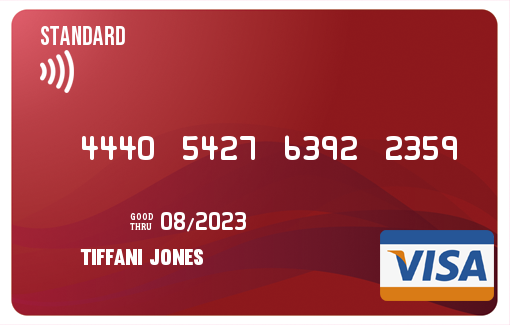 STANDARD
4440 5427 6392 2359
GOOD THRU 08/2023
TIFFANI JONES
VISA